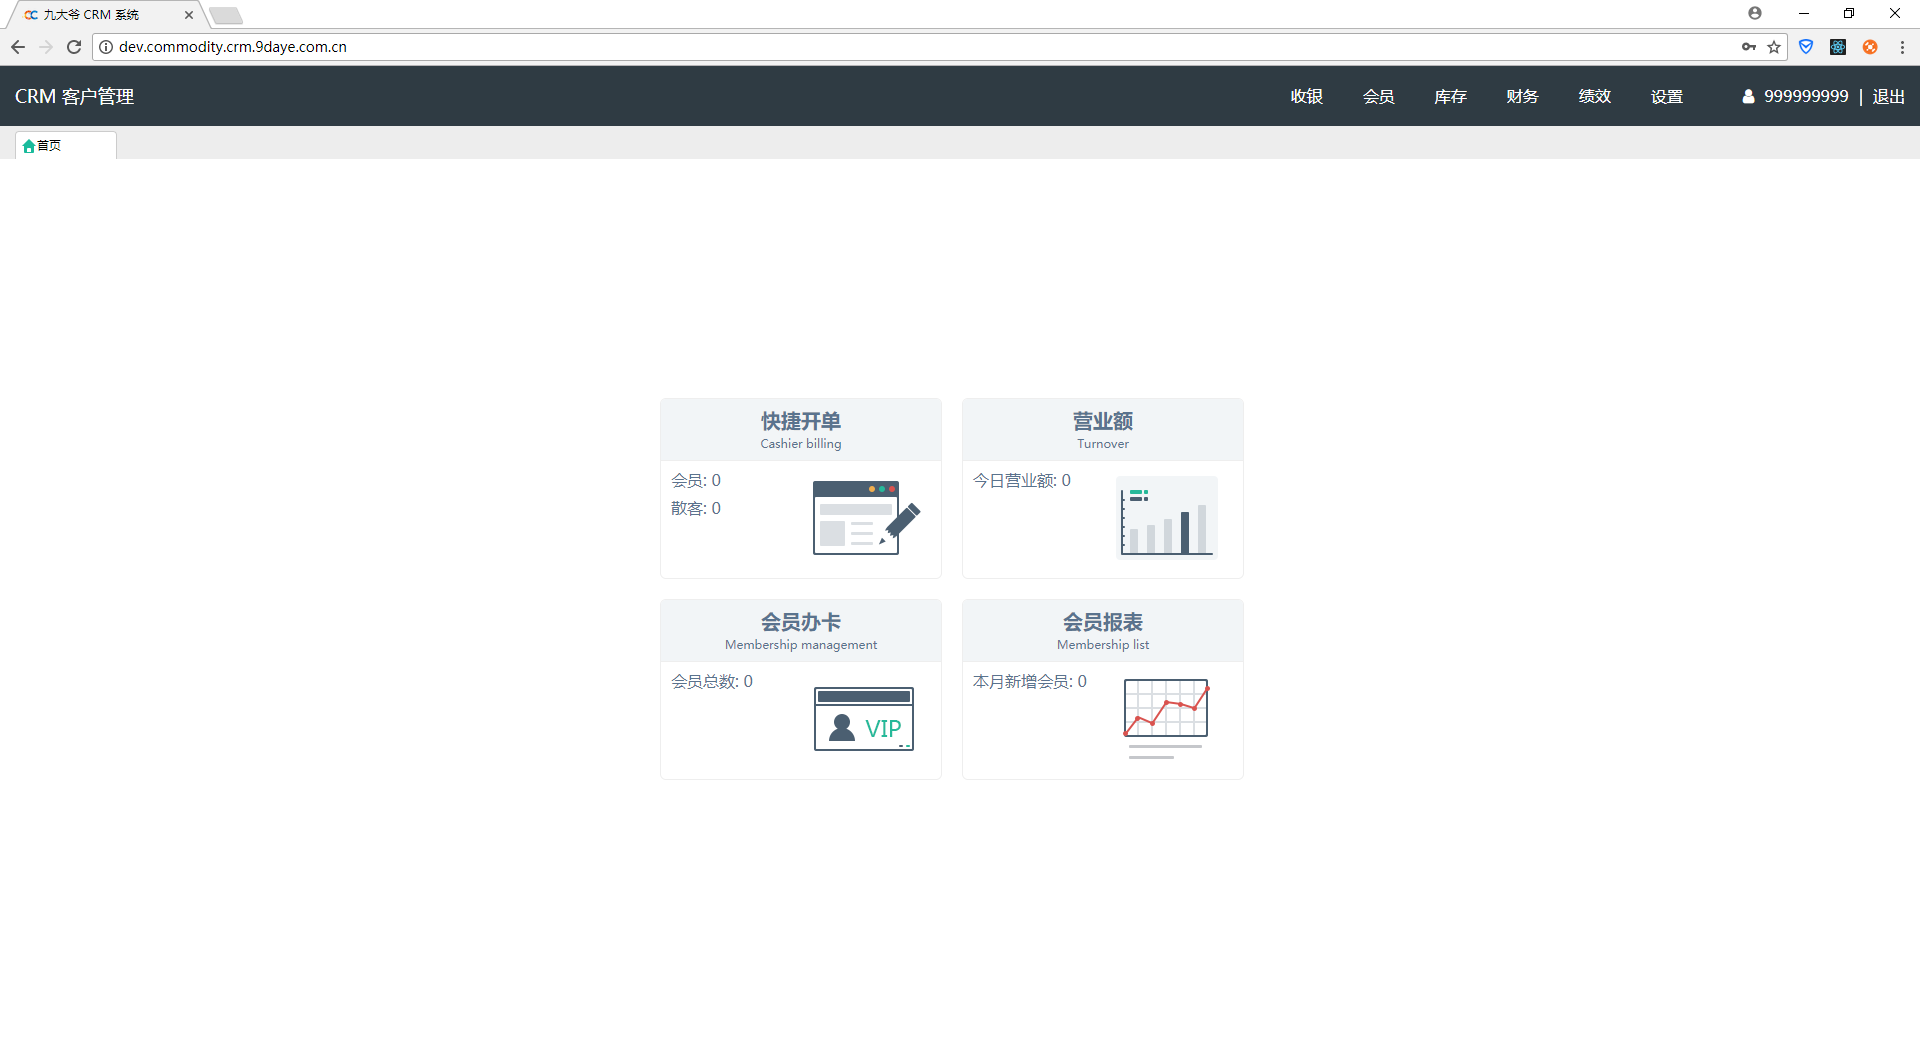 九大爷 CRM 系统
dev.commodity.crm.9daye.com.cn
CRM 客户管理
收银 会员 库存 财务 绩效 设置 999999999 | 退出
首页
快捷开单
Cashier billing
会员: 0
散客: 0
营业额
Turnover
今日营业额: 0
会员办卡
Membership management
会员总数: 0
VIP
会员报表
Membership list
本月新增会员: 0